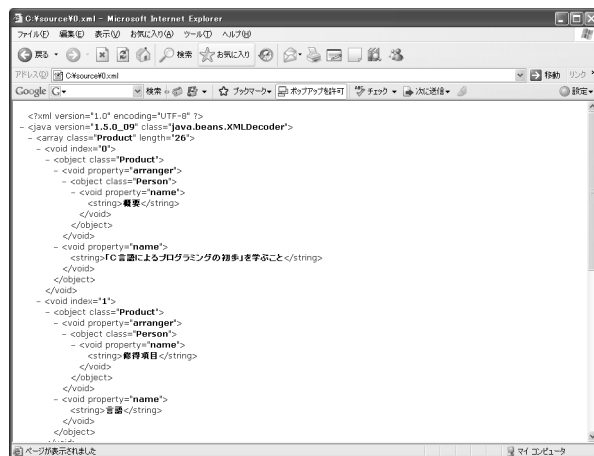 C:¥source¥0.xml - Microsoft Internet Explorer
ファイル(F) 編集(E) 表示(V) お気に入り(A) ツール(T) ヘルプ(H)
戻る 検索 お気に入り
アドレス(D) C:¥source¥0.xml 移動 リンク »
Google G 検索 ブックマーク ポップアップを許可 チェック 次に送信 設定
<?xml version="1.0" encoding="UTF-8" ?>
- <java version="1.5.0_09" class="java.beans.XMLDecoder">
- <array class="Product" length="26">
- <void index="0">
- <object class="Product">
- <void property="arranger">
- <object class="Person">
- <void property="name">
<string>概要</string>
</void>
</object>
</void>
- <void property="name">
<string>「C言語によるプログラミングの初歩」を学ぶこと</string>
</void>
</object>
</void>
- <void index="1">
- <object class="Product">
- <void property="arranger">
- <object class="Person">
- <void property="name">
<string>修得項目</string>
</void>
</object>
</void>
- <void property="name">
<string>言語</string>
</void>
</object>
ページが表示されました マイ コンピュータ